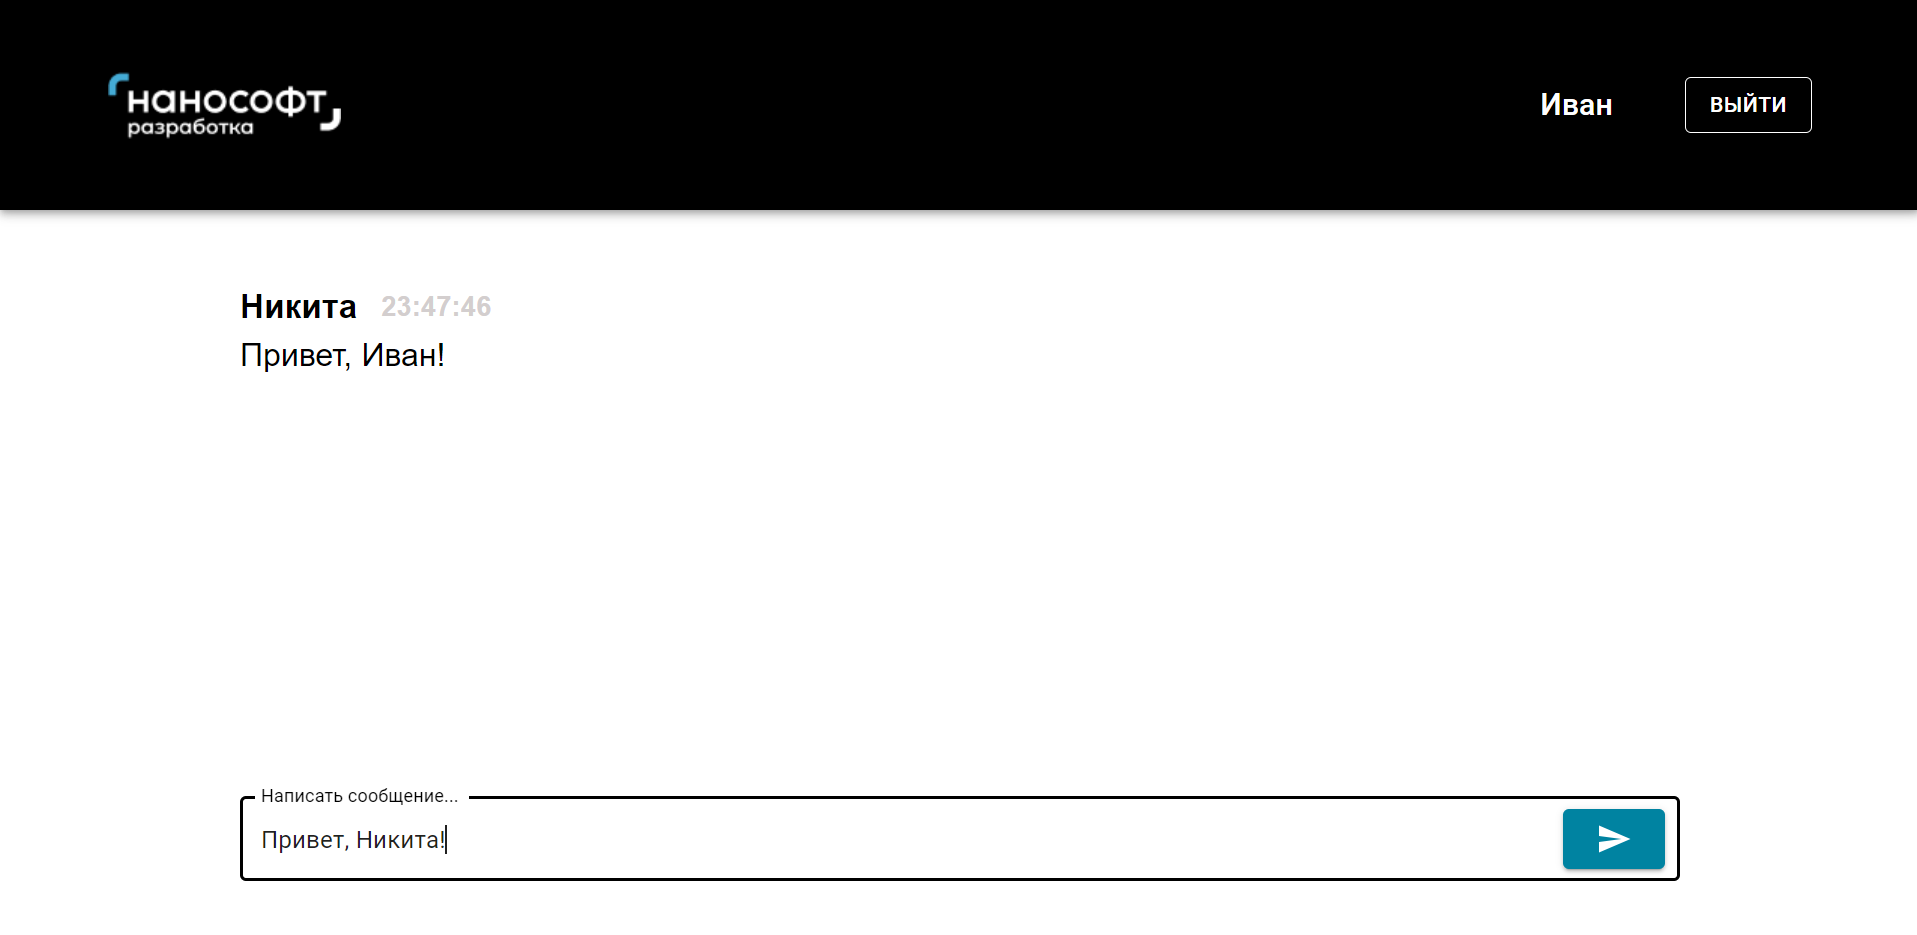 нанософт
разработка
Иван
ВЫЙТИ
Никита 23:47:46
Привет, Иван!
Написать сообщение...
Привет, Никита!